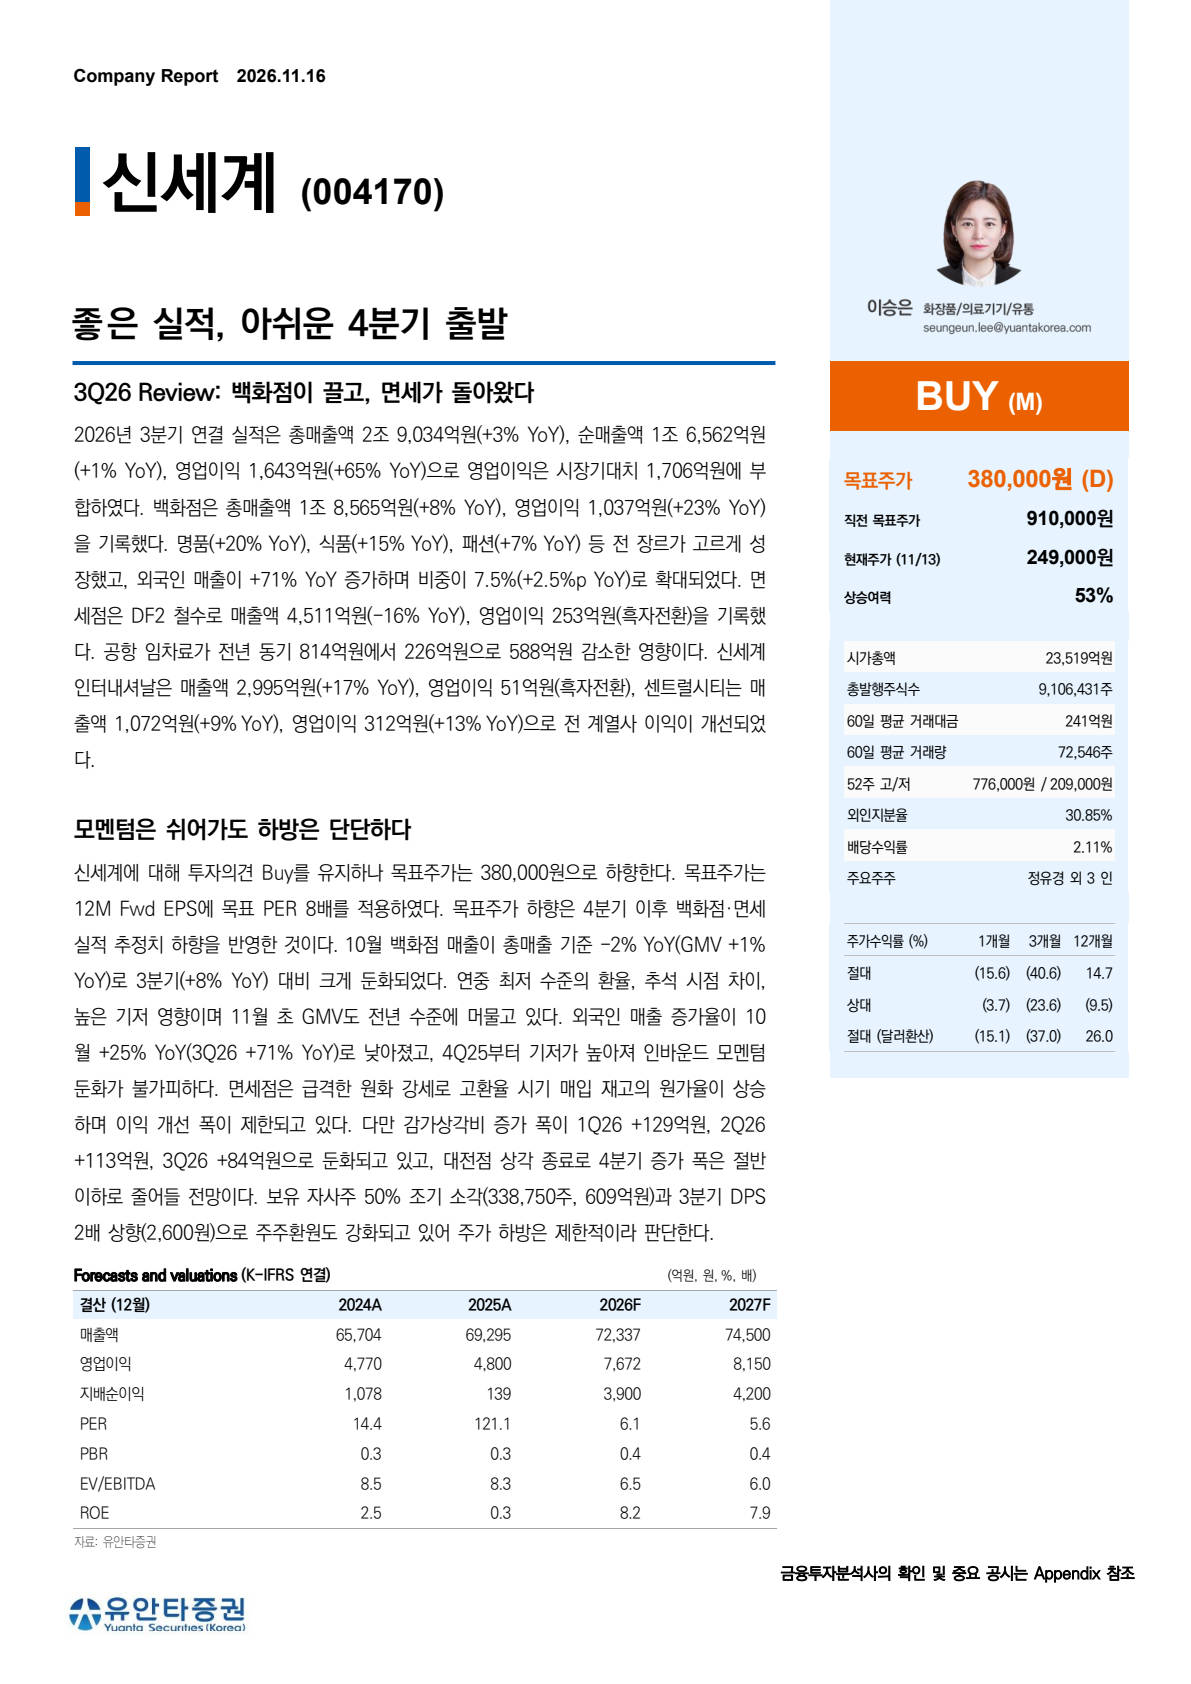 Company Report 2026.11.16
신세계 (004170)
좋은 실적, 아쉬운 4분기 출발
3Q26 Review: 백화점이 끌고, 면세가 돌아왔다
2026년 3분기 연결 실적은 총매출액 2조 9,034억원(+3% YoY), 순매출액 1조 6,562억원
(+1% YoY), 영업이익 1,643억원(+65% YoY)으로 영업이익은 시장기대치 1,706억원에 부
합하였다. 백화점은 총매출액 1조 8,565억원(+8% YoY), 영업이익 1,037억원(+23% YoY)
을 기록했다. 명품(+20% YoY), 식품(+15% YoY), 패션(+7% YoY) 등 전 장르가 고르게 성
장했고, 외국인 매출이 +71% YoY 증가하며 비중이 7.5%(+2.5%p YoY)로 확대되었다. 면
세점은 DF2 철수로 매출액 4,511억원(-16% YoY), 영업이익 253억원(흑자전환)을 기록했
다. 공항 임차료가 전년 동기 814억원에서 226억원으로 588억원 감소한 영향이다. 신세계
인터내셔날은 매출액 2,995억원(+17% YoY), 영업이익 51억원(흑자전환), 센트럴시티는 매
출액 1,072억원(+9% YoY), 영업이익 312억원(+13% YoY)으로 전 계열사 이익이 개선되었
다.
모멘텀은 쉬어가도 하방은 단단하다
신세계에 대해 투자의견 Buy를 유지하나 목표주가는 380,000원으로 하향한다. 목표주가는
12M Fwd EPS에 목표 PER 8배를 적용하였다. 목표주가 하향은 4분기 이후 백화점·면세
실적 추정치 하향을 반영한 것이다. 10월 백화점 매출이 총매출 기준 -2% YoY(GMV +1%
YoY)로 3분기(+8% YoY) 대비 크게 둔화되었다. 연중 최저 수준의 환율, 추석 시점 차이,
높은 기저 영향이며 11월 초 GMV도 전년 수준에 머물고 있다. 외국인 매출 증가율이 10
월 +25% YoY(3Q26 +71% YoY)로 낮아졌고, 4Q25부터 기저가 높아져 인바운드 모멘텀
둔화가 불가피하다. 면세점은 급격한 원화 강세로 고환율 시기 매입 재고의 원가율이 상승
하며 이익 개선 폭이 제한되고 있다. 다만 감가상각비 증가 폭이 1Q26 +129억원, 2Q26
+113억원, 3Q26 +84억원으로 둔화되고 있고, 대전점 상각 종료로 4분기 증가 폭은 절반
이하로 줄어들 전망이다. 보유 자사주 50% 조기 소각(338,750주, 609억원)과 3분기 DPS
2배 상향(2,600원)으로 주주환원도 강화되고 있어 주가 하방은 제한적이라 판단한다.
Forecasts and valuations (K-IFRS 연결) (억원, 원, %, 배)
결산 (12월) 2024A 2025A 2026F 2027F
매출액 65,704 69,295 72,337 74,500
영업이익 4,770 4,800 7,672 8,150
지배순이익 1,078 139 3,900 4,200
PER 14.4 121.1 6.1 5.6
PBR 0.3 0.3 0.4 0.4
EV/EBITDA 8.5 8.3 6.5 6.0
ROE 2.5 0.3 8.2 7.9
자료: 유안타증권
이승은 화장품/의료기기/유통
seungeun.lee@yuantakorea.com
BUY (M)
목표주가 380,000원 (D)
직전 목표주가 910,000원
현재주가 (11/13) 249,000원
상승여력 53%
시가총액 23,519억원
총발행주식수 9,106,431주
60일 평균 거래대금 241억원
60일 평균 거래량 72,546주
52주 고/저 776,000원 / 209,000원
외인지분율 30.85%
배당수익률 2.11%
주요주주 정유경 외 3 인
주가수익률 (%) 1개월 3개월 12개월
절대 (15.6) (40.6) 14.7
상대 (3.7) (23.6) (9.5)
절대 (달러환산) (15.1) (37.0) 26.0
금융투자분석사의 확인 및 중요 공시는 Appendix 참조
유안타증권
Yuanta Securities (Korea)